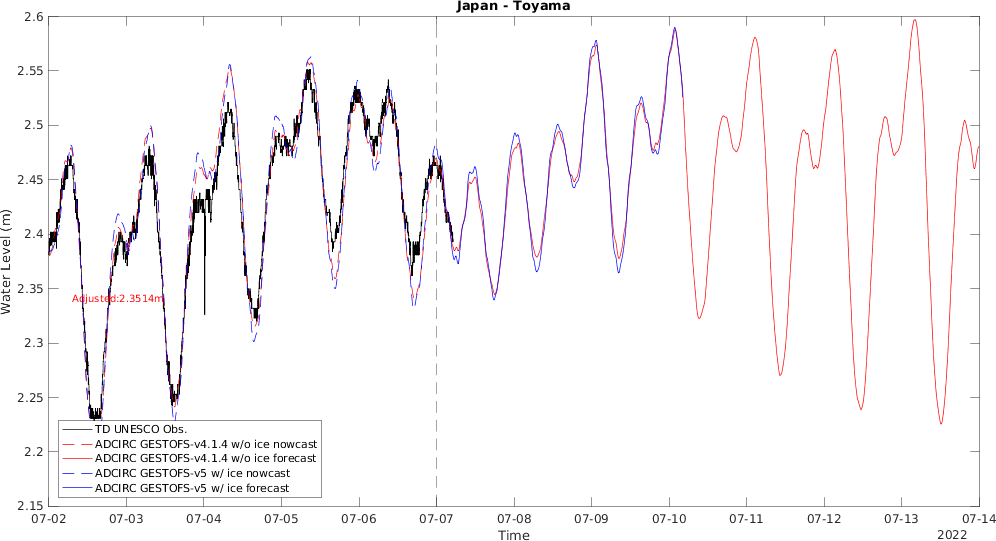 Japan - Toyama
2.6
2.55
2.5
2.45
2.4
2.35
2.3
2.25
2.2
2.15
Water Level (m)
Adjusted:2.3514m
TD UNESCO Obs.
ADCIRC GESTOFS-v4.1.4 w/o ice nowcast
ADCIRC GESTOFS-v4.1.4 w/o ice forecast
ADCIRC GESTOFS-v5 w/ ice nowcast
ADCIRC GESTOFS-v5 w/ ice forecast
07-02 07-03 07-04 07-05 07-06 07-07 07-08 07-09 07-10 07-11 07-12 07-13 07-14
Time
2022